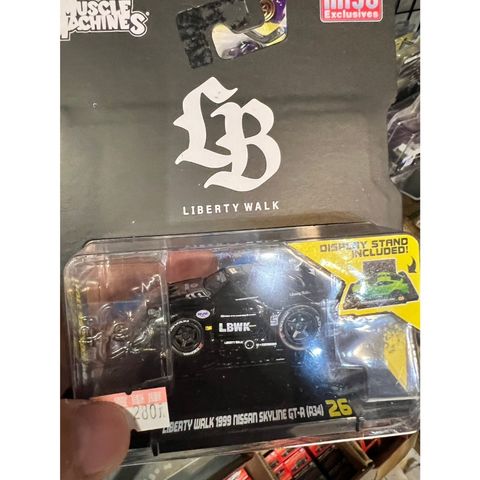 MUSCLE
MACHINES
mijo
Exclusives
LB
LIBERTY WALK
DISPLAY STAND
INCLUDED!
LBWK
LIBERTY WALK 1999 NISSAN SKYLINE GT-R (R34) 26